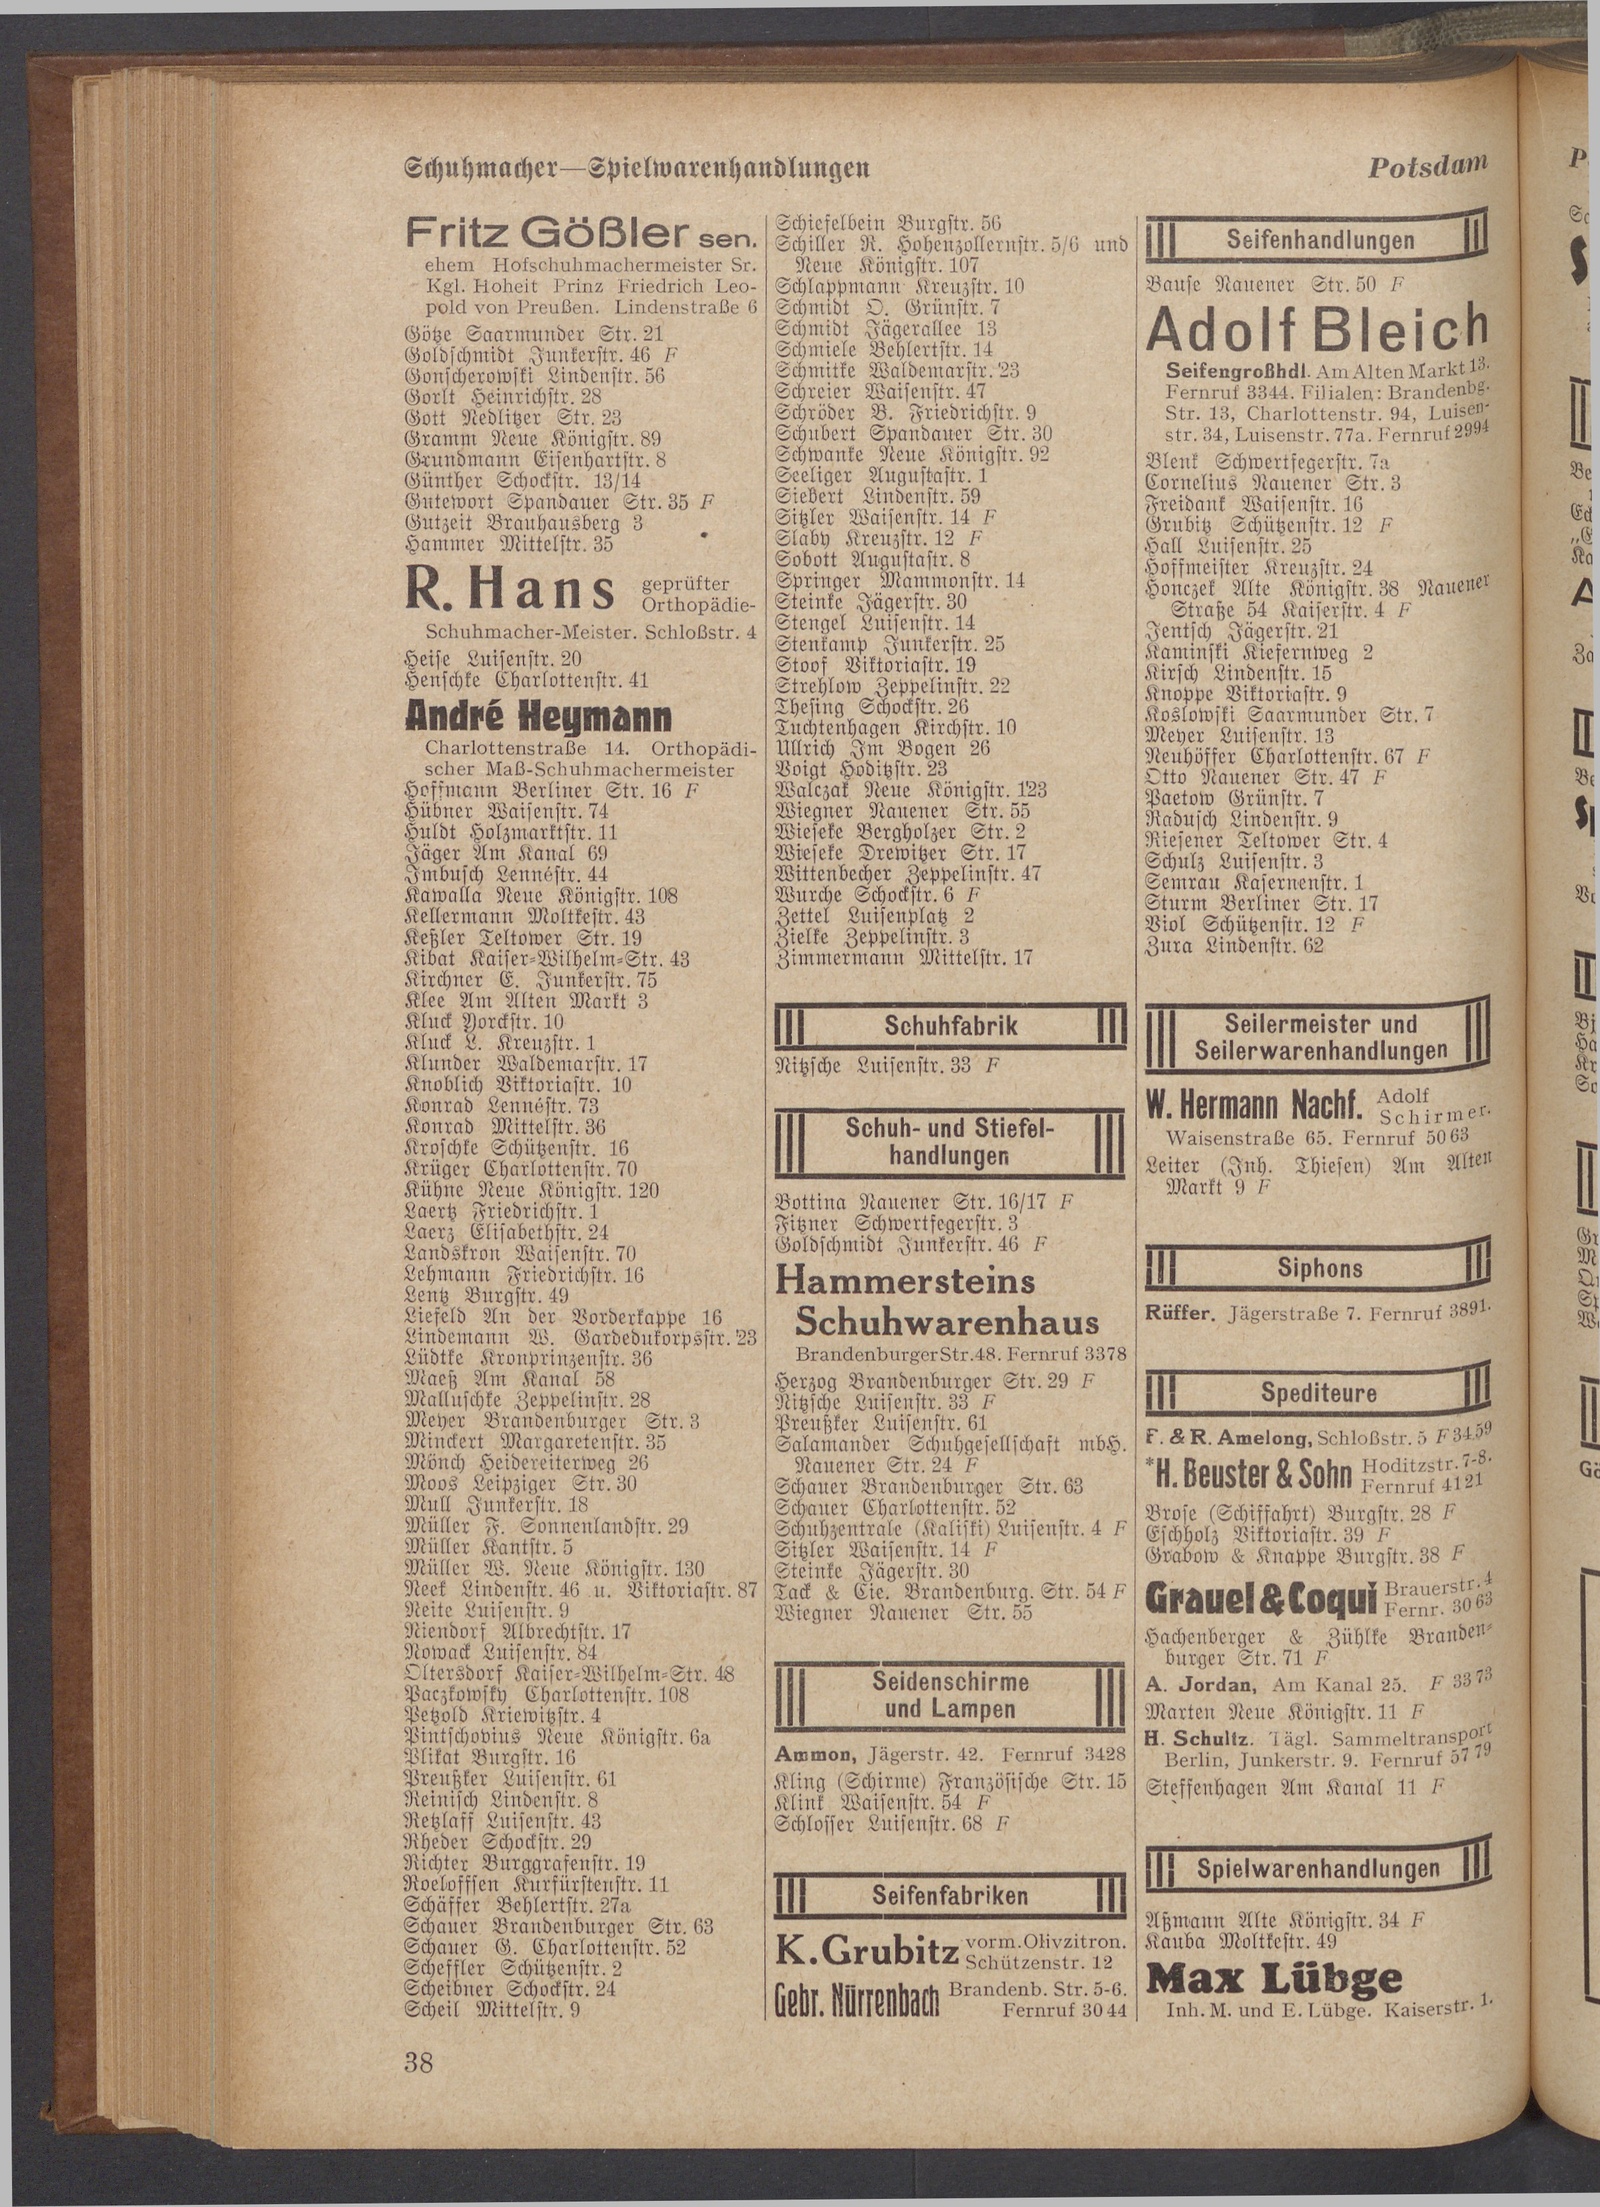 Schuhmacher—Spielwarenhandlungen
Potsdam
Fritz Gößler sen.
ehem Hofschuhmachermeister Sr.
Kgl. Hoheit Prinz Friedrich Leo-
pold von Preußen. Lindenstraße 6
Götze Saarmunder Str. 21
Goldschmidt Junkerstr. 46 F
Gonscherowski Lindenstr. 56
Gorlt Heinrichstr. 28
Gott Nedlitzer Str. 23
Gramm Neue Königstr. 89
Grundmann Eisenhartstr. 8
Günther Schockstr. 13/14
Gutewort Spandauer Str. 35 F
Gutzeit Brauhausberg 3
Hammer Mittelstr. 35
R. Hans geprüfter
Orthopädie-
Schuhmacher-Meister. Schloßstr. 4
Heise Luisenstr. 20
Henschke Charlottenstr. 41
André Heymann
Charlottenstraße 14. Orthopädi-
scher Maß-Schuhmachermeister
Hoffmann Berliner Str. 16 F
Hübner Waisenstr. 74
Huldt Holzmarktstr. 11
Jäger Am Kanal 69
Imbusch Lennéstr. 44
Kawalla Neue Königstr. 108
Kellermann Moltkestr. 43
Keßler Teltower Str. 19
Kibat Kaiser-Wilhelm-Str. 43
Kirchner E. Junkerstr. 75
Klee Am Alten Markt 3
Kluck Yorckstr. 10
Kluck L. Kreuzstr. 1
Klunder Waldemarstr. 17
Knoblich Viktoriastr. 10
Konrad Lennéstr. 73
Konrad Mittelstr. 36
Kroschke Schützenstr. 16
Krüger Charlottenstr. 70
Kühne Neue Königstr. 120
Laertz Friedrichstr. 1
Laerz Elisabethstr. 24
Landskron Waisenstr. 70
Lehmann Friedrichstr. 16
Lentz Burgstr. 49
Liefeld An der Vorderkappe 16
Lindemann W. Gardedukorpsstr. 23
Lüdtke Kronprinzenstr. 36
Maeß Am Kanal 58
Malluschke Zeppelinstr. 28
Meyer Brandenburger Str. 3
Minckert Margaretenstr. 35
Mönch Heidereiterweg 26
Moos Leipziger Str. 30
Mull Junkerstr. 18
Müller F. Sonnenlandstr. 29
Müller Kantstr. 5
Müller W. Neue Königstr. 130
Neek Lindenstr. 46 u. Viktoriastr. 87
Neite Luisenstr. 9
Niendorf Albrechtstr. 17
Nowack Luisenstr. 84
Oltersdorf Kaiser-Wilhelm-Str. 48
Paczkowsky Charlottenstr. 108
Petzold Kriewitzstr. 4
Pintschovius Neue Königstr. 6a
Plikat Burgstr. 16
Preußker Luisenstr. 61
Reinisch Lindenstr. 8
Retzlaff Luisenstr. 43
Rheder Schockstr. 29
Richter Burggrafenstr. 19
Roeloffsen Kurfürstenstr. 11
Schäffer Behlertstr. 27a
Schauer Brandenburger Str. 63
Schauer G. Charlottenstr. 52
Scheffler Schützenstr. 2
Scheibner Schockstr. 24
Scheil Mittelstr. 9
38
Schiefelbein Burgstr. 56
Schiller R. Hohenzollernstr. 5/6 und
Neue Königstr. 107
Schlappmann Kreuzstr. 10
Schmidt O. Grünstr. 7
Schmidt Jägerallee 13
Schmiele Behlertstr. 14
Schmitke Waldemarstr. 23
Schreier Waisenstr. 47
Schröder B. Friedrichstr. 9
Schubert Spandauer Str. 30
Schwanke Neue Königstr. 92
Seeliger Augustastr. 1
Siebert Lindenstr. 59
Sitzler Waisenstr. 14 F
Slaby Kreuzstr. 12 F
Sobott Augustastr. 8
Springer Mammonstr. 14
Steinke Jägerstr. 30
Stengel Luisenstr. 14
Stenkamp Junkerstr. 25
Stoof Viktoriastr. 19
Strehlow Zeppelinstr. 22
Thesing Schockstr. 26
Tuchtenhagen Kirchstr. 10
Ullrich Im Bogen 26
Voigt Hoditzstr. 23
Walczak Neue Königstr. 123
Wiegner Nauener Str. 55
Wieseke Bergholzer Str. 2
Wieseke Drewitzer Str. 17
Wittenbecher Zeppelinstr. 47
Wurche Schockstr. 6 F
Zettel Luisenplatz 2
Zielke Zeppelinstr. 3
Zimmermann Mittelstr. 17
Schuhfabrik
Nitzsche Luisenstr. 33 F
Schuh- und Stiefel-
handlungen
Bottina Nauener Str. 16/17 F
Fitzner Schwertfegerstr. 3
Goldschmidt Junkerstr. 46 F
Hammersteins
Schuhwarenhaus
Brandenburger Str. 48. Fernruf 3378
Herzog Brandenburger Str. 29 F
Nitzsche Luisenstr. 33 F
Preußker Luisenstr. 61
Salamander Schuhgesellschaft mbH.
Nauener Str. 24 F
Schauer Brandenburger Str. 63
Schauer Charlottenstr. 52
Schuhzentrale (Kaliski) Luisenstr. 4 F
Sitzler Waisenstr. 14 F
Steinke Jägerstr. 30
Tack & Cie. Brandenburg. Str. 54 F
Wiegner Nauener Str. 55
Seidenschirme
und Lampen
Ammon, Jägerstr. 42. Fernruf 3428
Kling (Schirme) Französische Str. 15
Klink Waisenstr. 54 F
Schlosser Luisenstr. 68 F
Seifenfabriken
K. Grubitz vorm. Olivzitron.
Schützenstr. 12
Gebr. Nürrenbach Brandenb. Str. 5-6.
Fernruf 3044
Seifenhandlungen
Bause Nauener Str. 50 F
Adolf Bleich
Seifengroßhdl. Am Alten Markt 13.
Fernruf 3344. Filialen: Brandenbg.
Str. 13, Charlottenstr. 94, Luisen-
str. 34, Luisenstr. 77a. Fernruf 2994
Blenk Schwertfegerstr. 7a
Cornelius Nauener Str. 3
Freidank Waisenstr. 16
Grubitz Schützenstr. 12 F
Hall Luisenstr. 25
Hoffmeister Kreuzstr. 24
Honczek Alte Königstr. 38 Nauener
Straße 54 Kaiserstr. 4 F
Jentsch Jägerstr. 21
Kaminski Kiefernweg 2
Kirsch Lindenstr. 15
Knoppe Viktoriastr. 9
Koslowski Saarmunder Str. 7
Meyer Luisenstr. 13
Neuhöffer Charlottenstr. 67 F
Otto Nauener Str. 47 F
Paetow Grünstr. 7
Radusch Lindenstr. 9
Riesener Teltower Str. 4
Schulz Luisenstr. 3
Semrau Kasernenstr. 1
Sturm Berliner Str. 17
Viol Schützenstr. 12 F
Zura Lindenstr. 62
Seilermeister und
Seilerwarenhandlungen
W. Hermann Nachf. Adolf
Schirmer.
Waisenstraße 65. Fernruf 5063
Leiter (Inh. Thiesen) Am Alten
Markt 9 F
Siphons
Rüffer. Jägerstraße 7. Fernruf 3891.
Spediteure
F. & R. Amelong, Schloßstr. 5 F 3459
*H. Beuster & Sohn Hoditzstr. 7-8.
Fernruf 4121
Brose (Schiffahrt) Burgstr. 28 F
Eschholz Viktoriastr. 39 F
Grabow & Knappe Burgstr. 38 F
Grauel & Coqui Brauerstr. 4
Fernr. 3063
Hachenberger & Zühlke Branden-
burger Str. 71 F
A. Jordan, Am Kanal 25. F 3373
Marten Neue Königstr. 11 F
H. Schultz. Tägl. Sammeltransport
Berlin, Junkerstr. 9. Fernruf 5779
Steffenhagen Am Kanal 11 F
Spielwarenhandlungen
Aßmann Alte Königstr. 34 F
Kauba Moltkestr. 49
Max Lübge
Inh. M. und E. Lübge. Kaiserstr. 1.